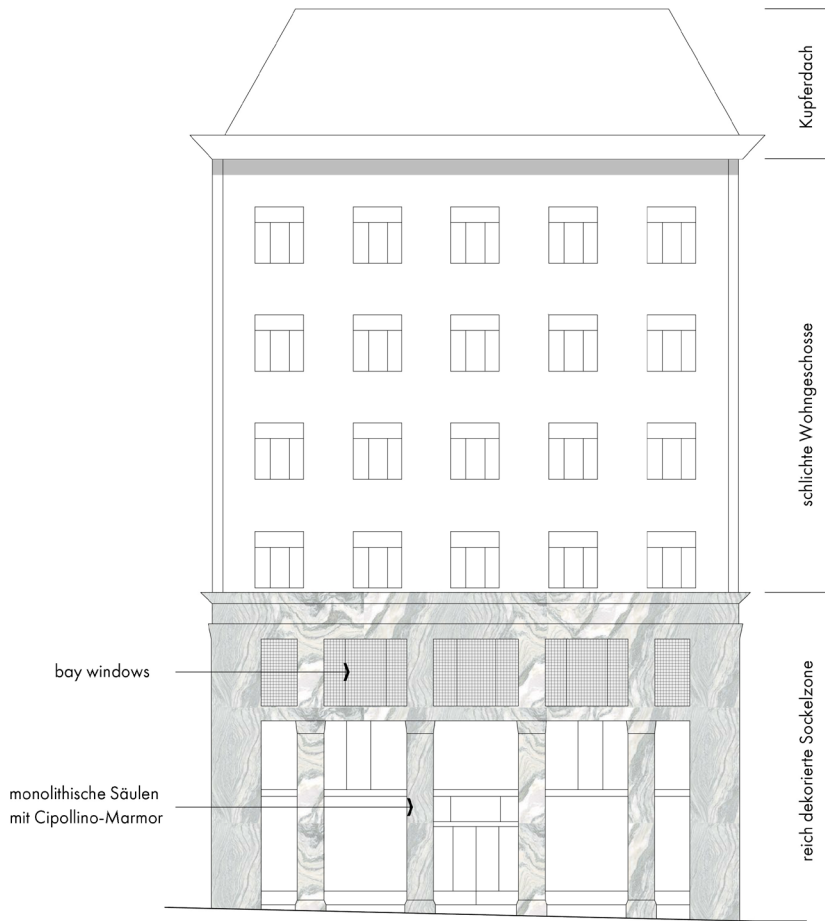 Kupferdach
schlichte Wohngeschosse
bay windows
monolithische Säulen
mit Cipollino-Marmor
reich dekorierte Sockelzone